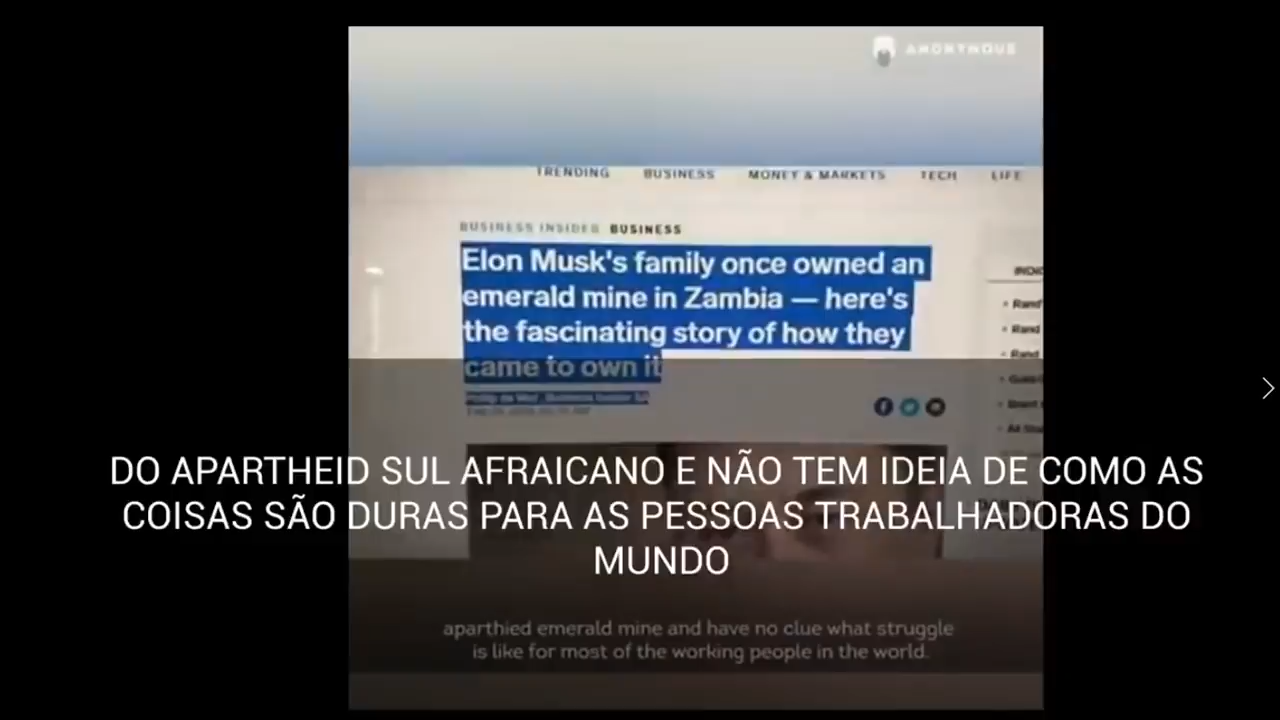 ANONYMOUS
TRENDING BUSINESS MONEY & MARKETS TECH LIFE
BUSINESS INSIDER BUSINESS
Elon Musk's family once owned an
emerald mine in Zambia — here's
the fascinating story of how they
came to own it
Rand
Rand
Rand
DO APARTHEID SUL AFRAICANO E NÃO TEM IDEIA DE COMO AS
COISAS SÃO DURAS PARA AS PESSOAS TRABALHADORAS DO
MUNDO
aparthied emerald mine and have no clue what struggle
is like for most of the working people in the world.